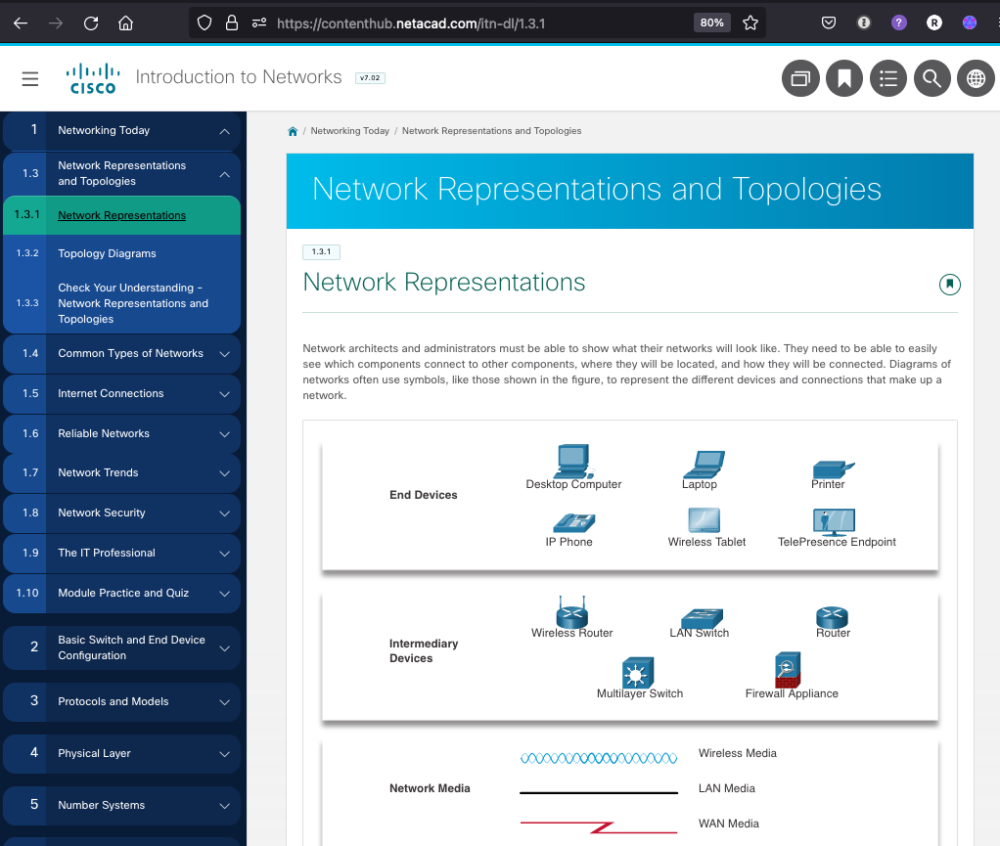 https://contenthub.netacad.com/itn-dl/1.3.1
80%
?
R
CISCO
Introduction to Networks
v7.02
1
Networking Today
1.3
Network Representations
and Topologies
1.3.1
Network Representations
1.3.2
Topology Diagrams
1.3.3
Check Your Understanding -
Network Representations and
Topologies
1.4
Common Types of Networks
1.5
Internet Connections
1.6
Reliable Networks
1.7
Network Trends
1.8
Network Security
1.9
The IT Professional
1.10
Module Practice and Quiz
2
Basic Switch and End Device
Configuration
3
Protocols and Models
4
Physical Layer
5
Number Systems
/ Networking Today / Network Representations and Topologies
Network Representations and Topologies
1.3.1
Network Representations
Network architects and administrators must be able to show what their networks will look like. They need to be able to easily
see which components connect to other components, where they will be located, and how they will be connected. Diagrams of
networks often use symbols, like those shown in the figure, to represent the different devices and connections that make up a
network.
End Devices
Desktop Computer
Laptop
Printer
IP Phone
Wireless Tablet
TelePresence Endpoint
Intermediary
Devices
Wireless Router
LAN Switch
Router
Multilayer Switch
Firewall Appliance
Network Media
Wireless Media
LAN Media
WAN Media